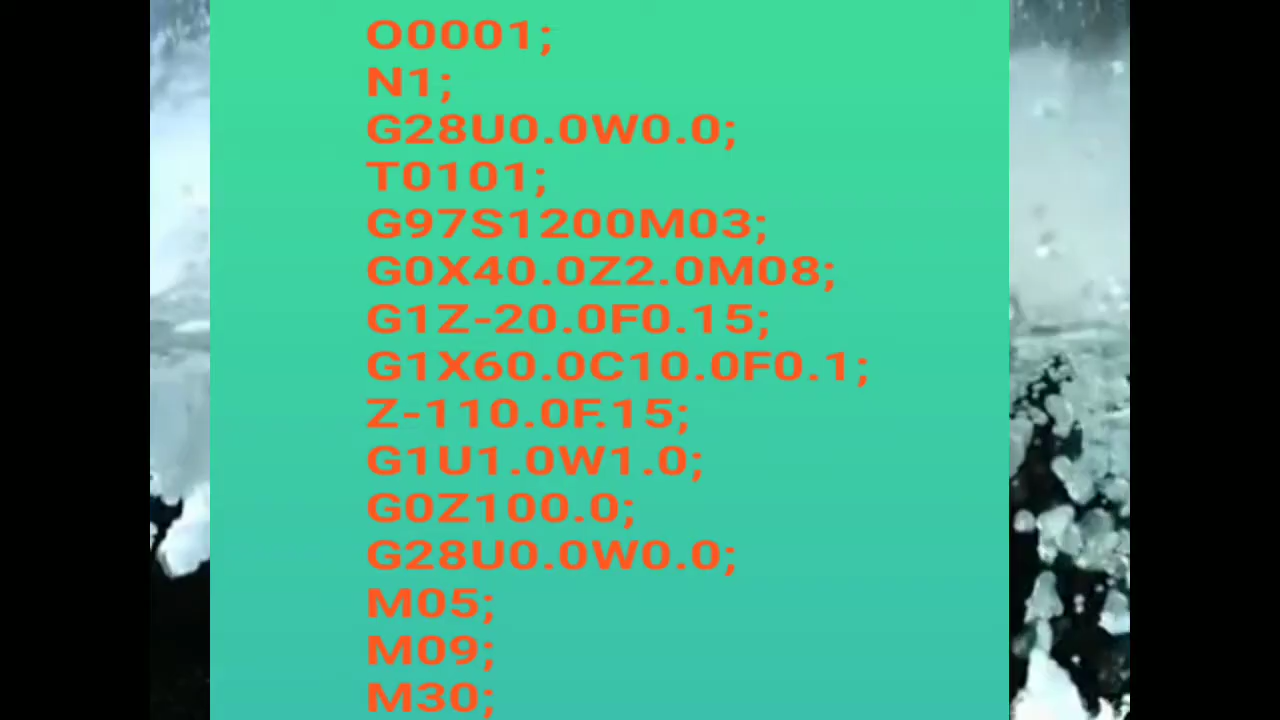 O0001;
N1;
G28U0.0W0.0;
T0101;
G97S1200M03;
G0X40.0Z2.0M08;
G1Z-20.0F0.15;
G1X60.0C10.0F0.1;
Z-110.0F.15;
G1U1.0W1.0;
G0Z100.0;
G28U0.0W0.0;
M05;
M09;
M30;